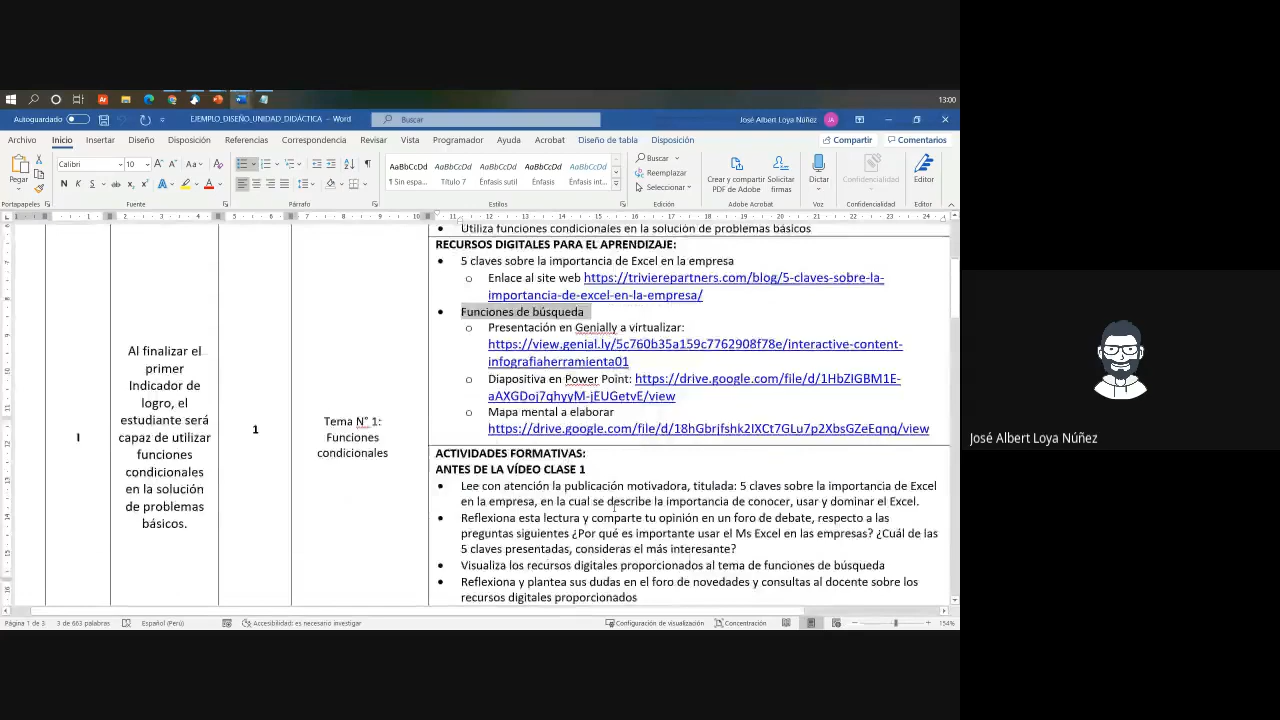 13:00
Autoguardado
EJEMPLO_DISEÑO_UNIDAD_DIDÁCTICA - Word
Buscar
José Albert Loya Núñez
JA
Archivo Inicio Insertar Diseño Disposición Referencias Correspondencia Revisar Vista Programador Ayuda Acrobat Diseño de tabla Disposición
Compartir Comentarios
Pegar
Calibri 10
N K S ab x₂ x²
AaBbCcDd AaBbCcDd AaBbCcDd AaBbCcDd AaBbCcDd
1 Sin espa... Título 7 Énfasis sutil Énfasis Énfasis int...
Buscar
Reemplazar
Seleccionar
Crear y compartir PDF de Adobe
Solicitar firmas
Dictar
Confidencialidad
Editor
Portapapeles Fuente Párrafo Estilos Edición Adobe Acrobat Voz Confidencialidad Editor
• Utiliza funciones condicionales en la solución de problemas básicos
RECURSOS DIGITALES PARA EL APRENDIZAJE:
• 5 claves sobre la importancia de Excel en la empresa
o Enlace al site web https://trivierepartners.com/blog/5-claves-sobre-la-
importancia-de-excel-en-la-empresa/
• Funciones de búsqueda
o Presentación en Genially a virtualizar:
https://view.genial.ly/5c760b35a159c7762908f78e/interactive-content-
infografiaherramienta01
o Diapositiva en Power Point: https://drive.google.com/file/d/1HbZIGBM1E-
aAXGDoj7qhyyM-jEUGetvE/view
o Mapa mental a elaborar
https://drive.google.com/file/d/18hGbrjfshk2IXCt7GLu7p2XbsGZeEqnq/view
I
Al finalizar el
primer
Indicador de
logro, el
estudiante será
capaz de utilizar
funciones
condicionales
en la solución
de problemas
básicos.
1
Tema N° 1:
Funciones
condicionales
ACTIVIDADES FORMATIVAS:
ANTES DE LA VÍDEO CLASE 1
• Lee con atención la publicación motivadora, titulada: 5 claves sobre la importancia de Excel
en la empresa, en la cual se describe la importancia de conocer, usar y dominar el Excel.
• Reflexiona esta lectura y comparte tu opinión en un foro de debate, respecto a las
preguntas siguientes ¿Por qué es importante usar el Ms Excel en las empresas? ¿Cuál de las
5 claves presentadas, consideras el más interesante?
• Visualiza los recursos digitales proporcionados al tema de funciones de búsqueda
• Reflexiona y plantea sus dudas en el foro de novedades y consultas al docente sobre los
recursos digitales proporcionados
Página 1 de 3 3 de 663 palabras Español (Perú) Accesibilidad: es necesario investigar Configuración de visualización Concentración 154%
José Albert Loya Núñez